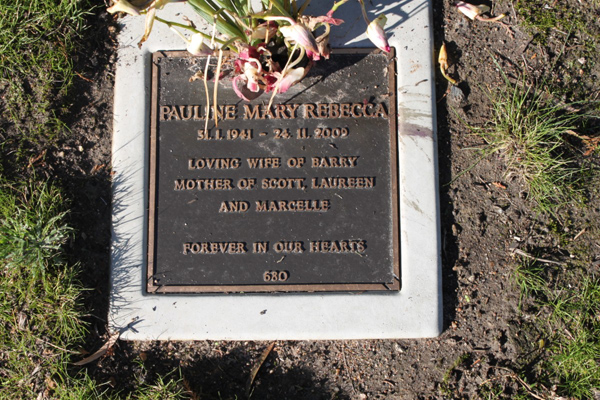 PAULINE MARY REBECCA
31.1.1941 - 24.11.2009
LOVING WIFE OF BARRY
MOTHER OF SCOTT, LAUREEN
AND MARCELLE
FOREVER IN OUR HEARTS
680